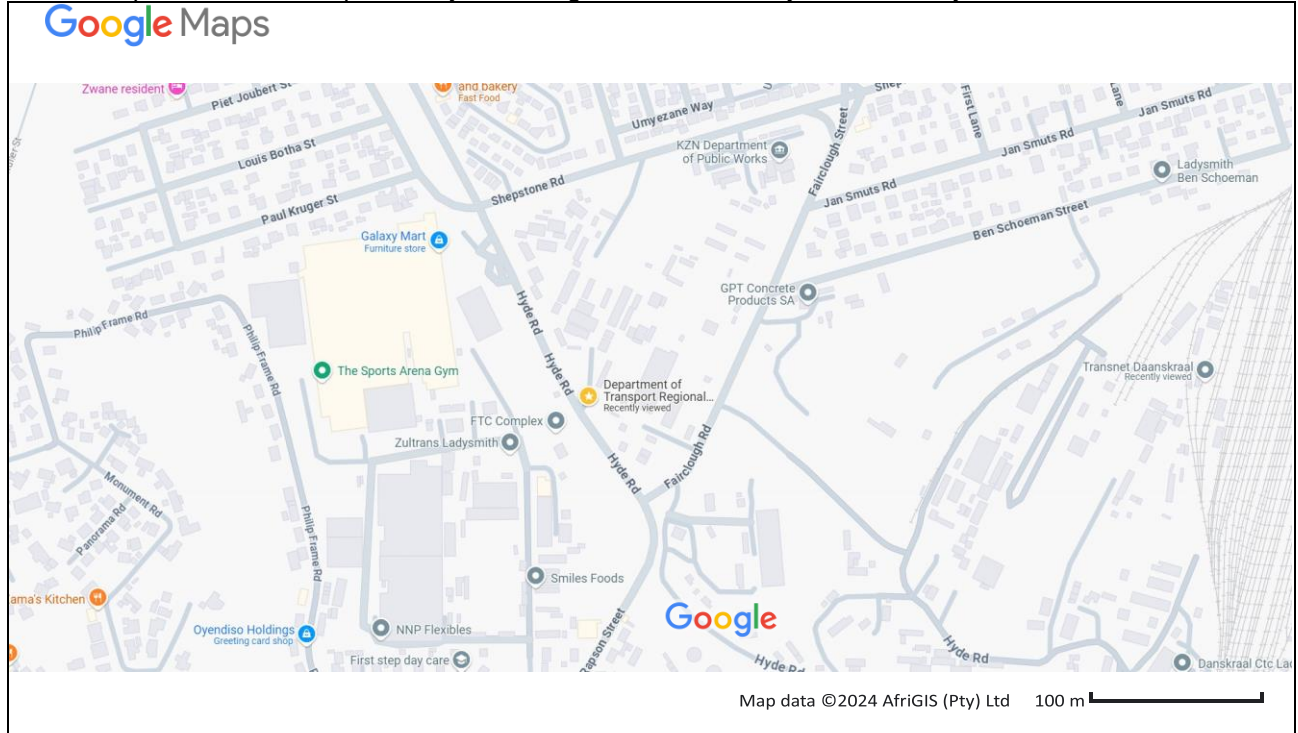 Google Maps
Zwane resident
Piet Joubert St
and bakery
Fast Food
Umyezane Way
First Lane
Lane
Jan Smuts Rd
Jan Smuts Rd
KZN Department
of Public Works
Fairclough Street
Louis Botha St
Ladysmith
Ben Schoeman
Shepstone Rd
Jan Smuts Rd
Paul Kruger St
Ben Schoeman Street
Galaxy Mart
Furniture store
GPT Concrete
Products SA
Hyde Rd
Philip Frame Rd
Philip Frame Rd
Hyde Rd
The Sports Arena Gym
Transnet Daanskraal
Recently viewed
Department of
Transport Regional...
Recently viewed
FTC Complex
Zultrans Ladysmith
Hyde Rd
Fairclough Rd
Monument Rd
Panorama Rd
Philip Frame Rd
Smiles Foods
ama's Kitchen
Google
Oyendiso Holdings
Greeting card shop
NNP Flexibles
Rapson Street
First step day care
Hyde Rd
Hyde Rd
Danskraal Ctc La
Map data ©2024 AfriGIS (Pty) Ltd 100 m